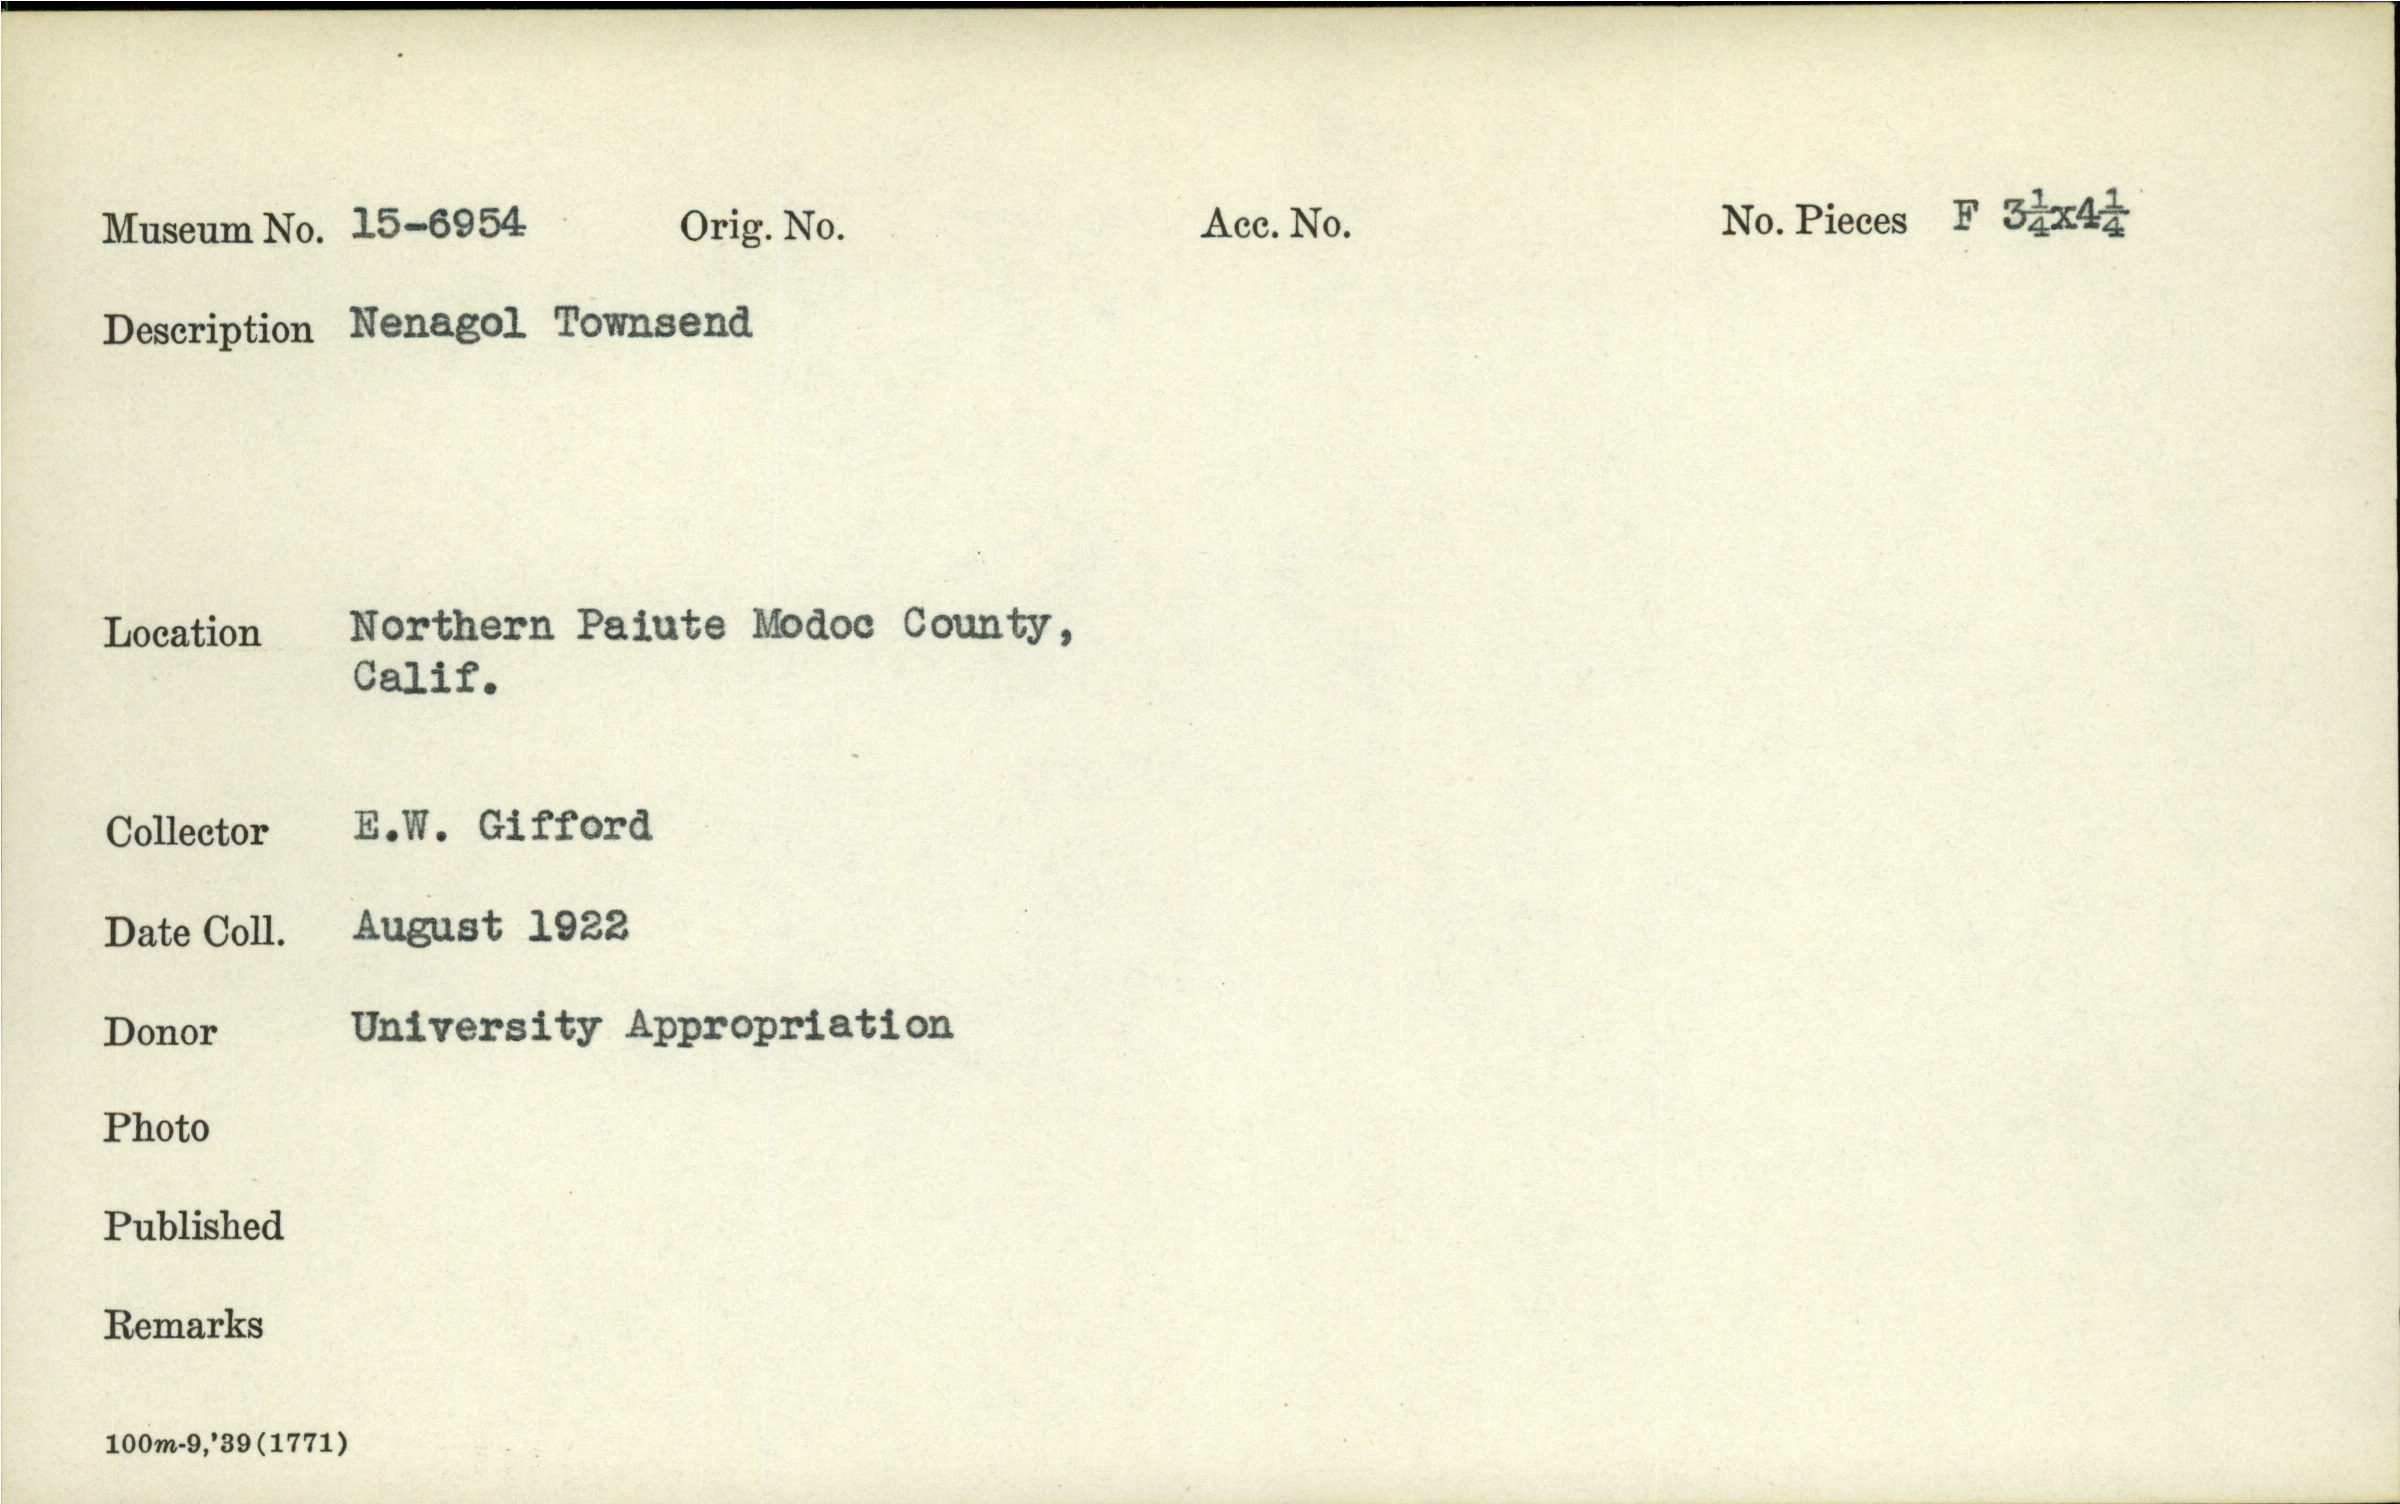 Museum No. 15-6954 Orig. No. Acc. No. No. Pieces F 3¼x4¼
Description Nenagol Townsend
Location Northern Paiute Modoc County,
Calif.
Collector E.W. Gifford
Date Coll. August 1922
Donor University Appropriation
Photo
Published
Remarks
100m-9,'39(1771)